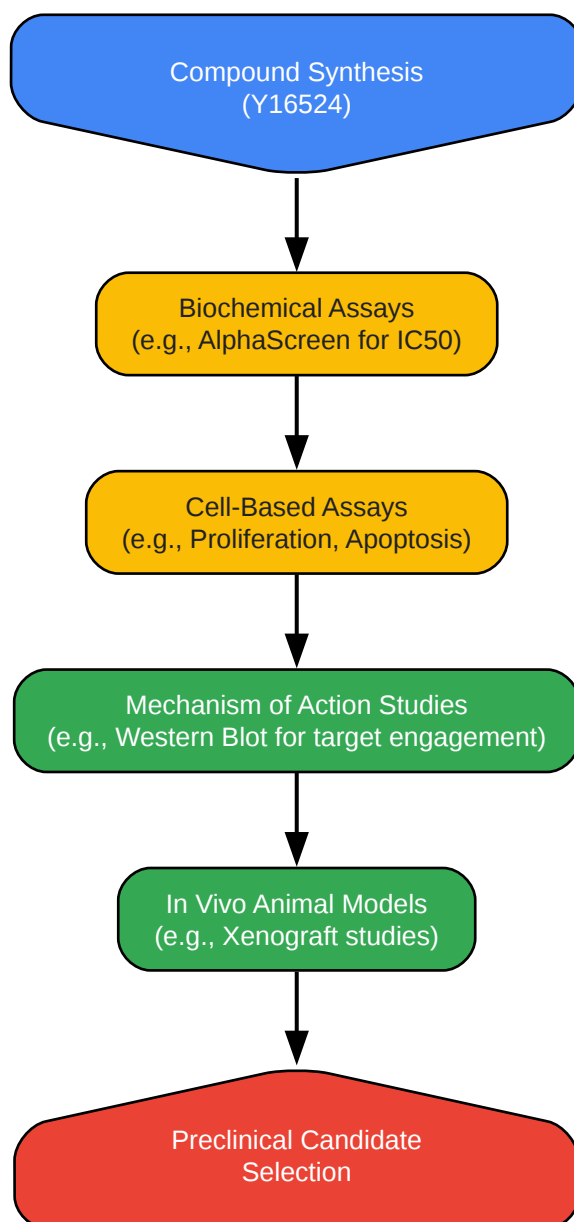 Compound Synthesis
(Y16524)
Biochemical Assays
(e.g., AlphaScreen for IC50)
Cell-Based Assays
(e.g., Proliferation, Apoptosis)
Mechanism of Action Studies
(e.g., Western Blot for target engagement)
In Vivo Animal Models
(e.g., Xenograft studies)
Preclinical Candidate
Selection